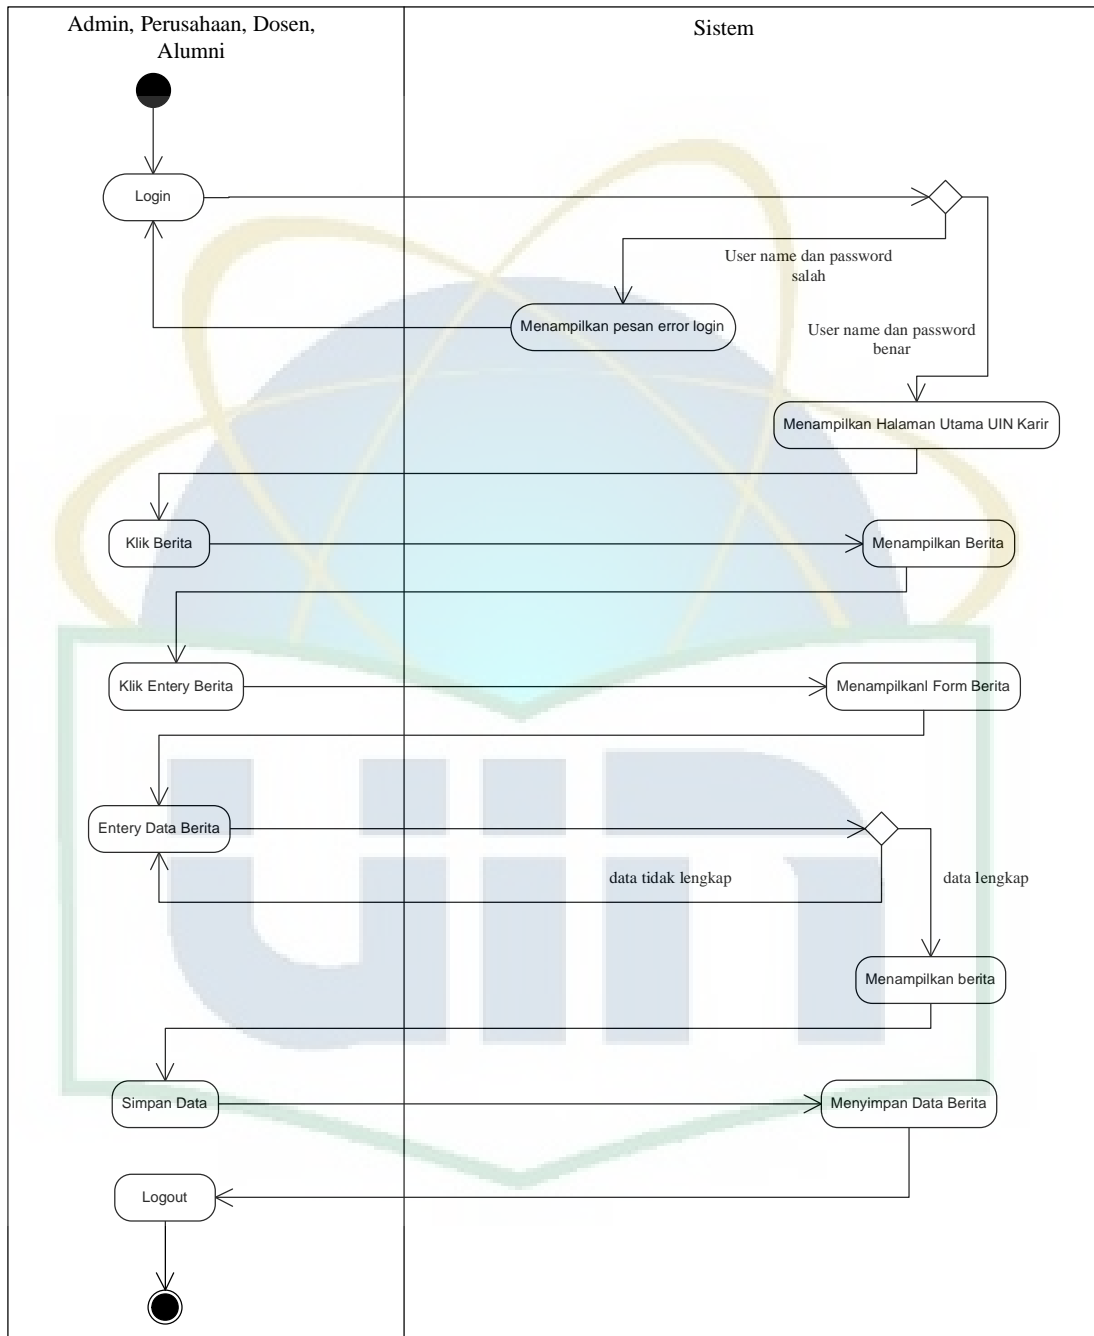 Admin, Perusahaan, Dosen,
Alumni
Sistem
Login
User name dan password
salah
Menampilkan pesan error login
User name dan password
benar
Menampilkan Halaman Utama UIN Karir
Klik Berita
Menampilkan Berita
Klik Entery Berita
Menampilkanl Form Berita
Entery Data Berita
data tidak lengkap
data lengkap
Menampilkan berita
Simpan Data
Menyimpan Data Berita
Logout
uin